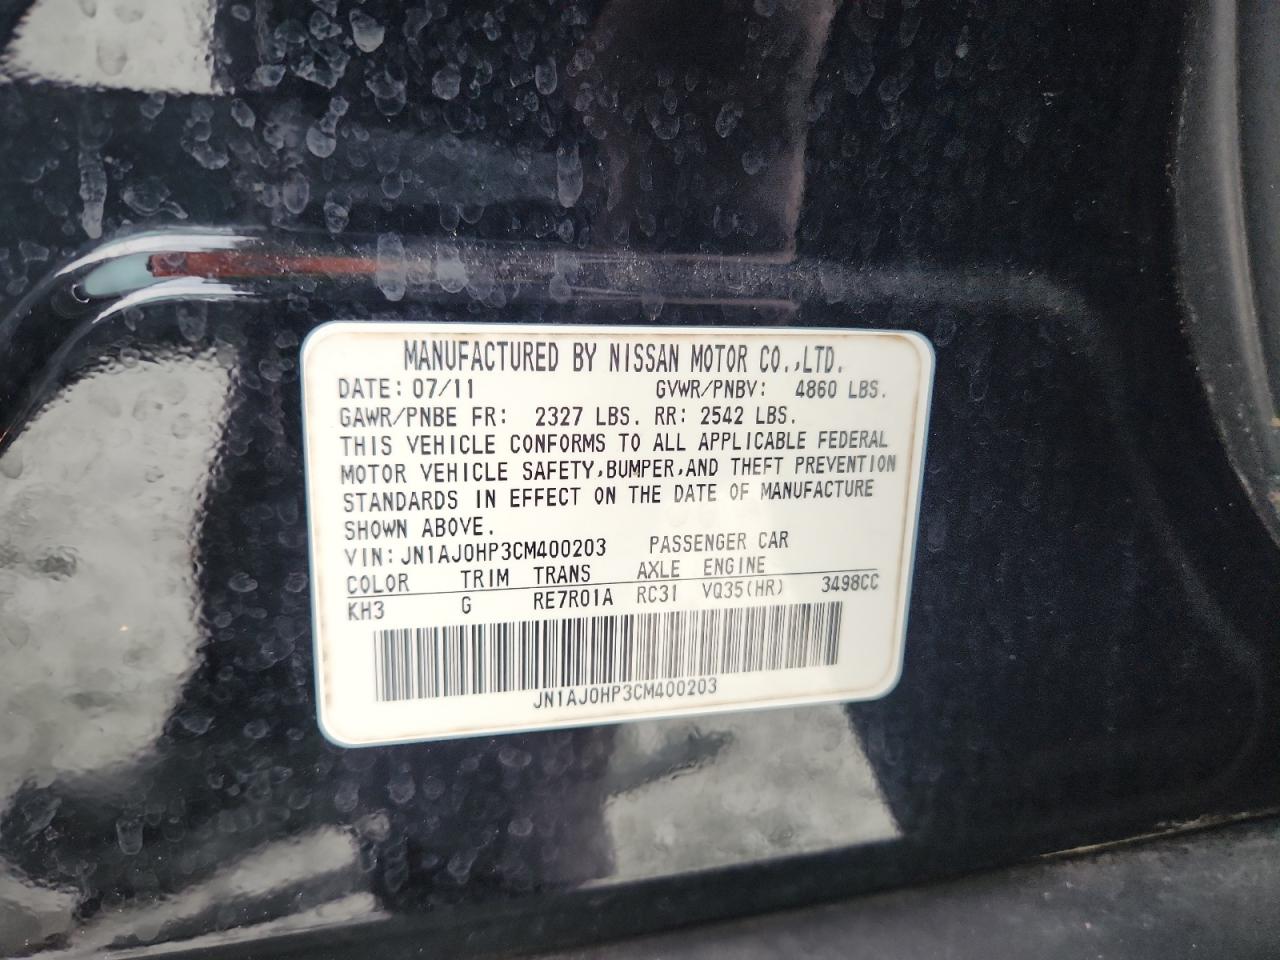 MANUFACTURED BY NISSAN MOTOR CO.,LTD.
DATE: 07/11 GVWR/PNBV: 4860 LBS.
GAWR/PNBE FR: 2327 LBS. RR: 2542 LBS.
THIS VEHICLE CONFORMS TO ALL APPLICABLE FEDERAL
MOTOR VEHICLE SAFETY,BUMPER,AND THEFT PREVENTION
STANDARDS IN EFFECT ON THE DATE OF MANUFACTURE
SHOWN ABOVE.
VIN: JN1AJ0HP3CM400203 PASSENGER CAR
COLOR TRIM TRANS AXLE ENGINE
KH3 G RE7R01A RC31 VQ35(HR) 3498CC
JN1AJ0HP3CM400203